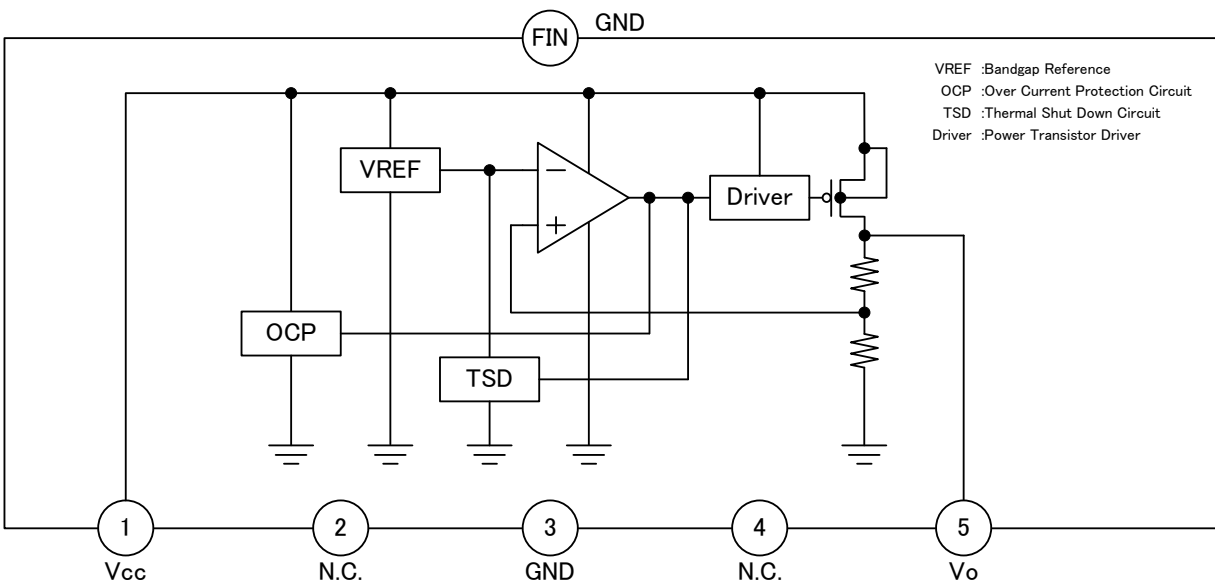 FIN GND
VREF :Bandgap Reference
OCP :Over Current Protection Circuit
TSD :Thermal Shut Down Circuit
Driver :Power Transistor Driver
VREF
−
+
Driver
OCP
TSD
1 2 3 4 5
Vcc N.C. GND N.C. Vo